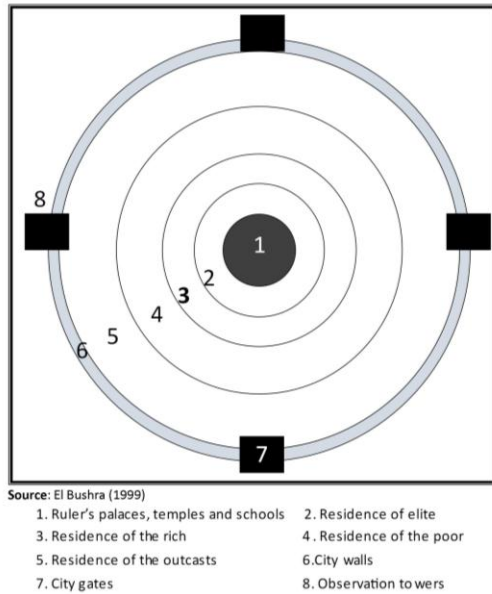 8
1
2
3
4
5
6
7
Source: El Bushra (1999)
1. Ruler's palaces, temples and schools 2. Residence of elite
3. Residence of the rich 4. Residence of the poor
5. Residence of the outcasts 6.City walls
7. City gates 8. Observation towers